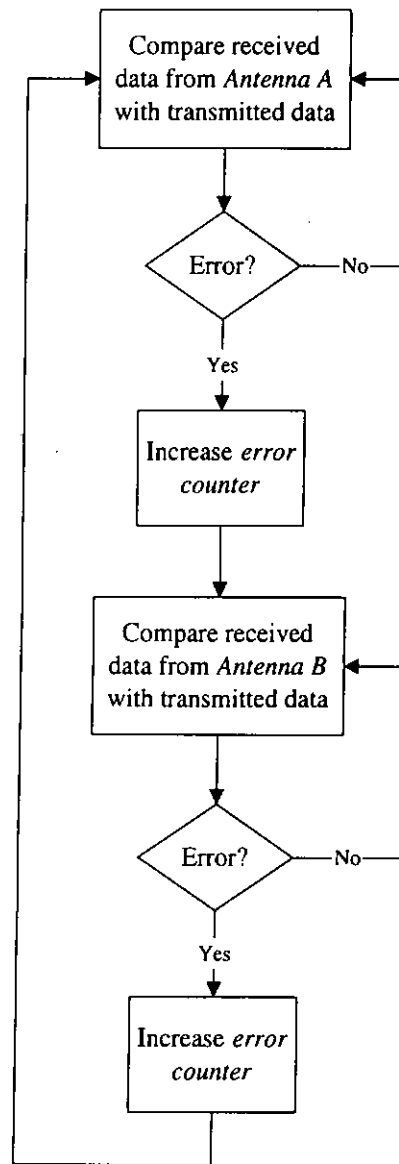 Compare received
data from Antenna A
with transmitted data
Error?
No
Yes
Increase error
counter
Compare received
data from Antenna B
with transmitted data
Error?
No
Yes
Increase error
counter